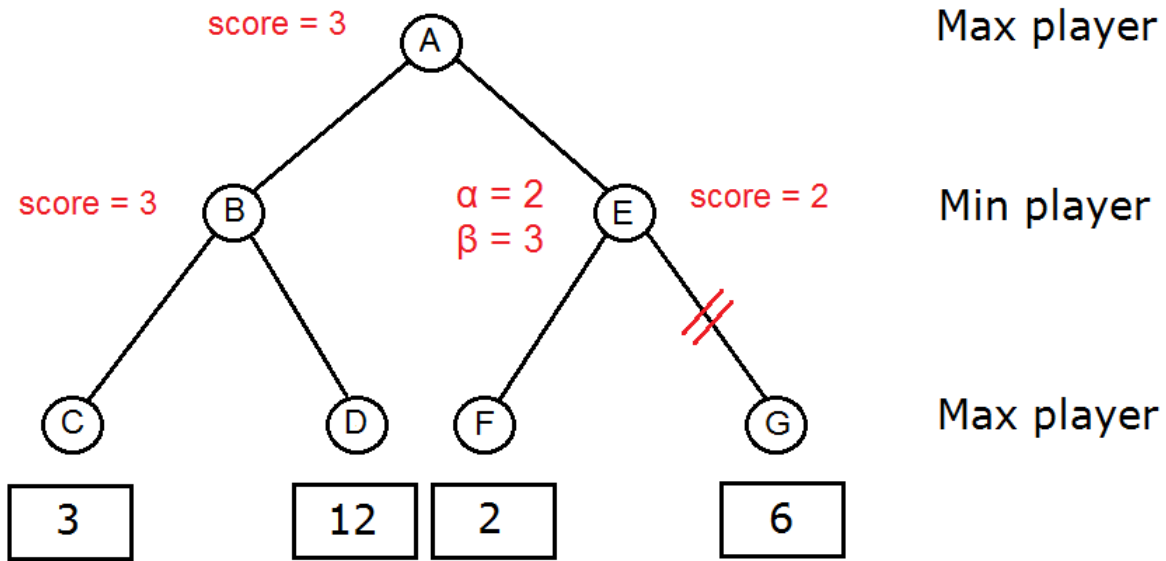 score = 3
A
Max player
score = 3
B
α = 2
β = 3
E
score = 2
Min player
C
D
F
G
Max player
3
12
2
6